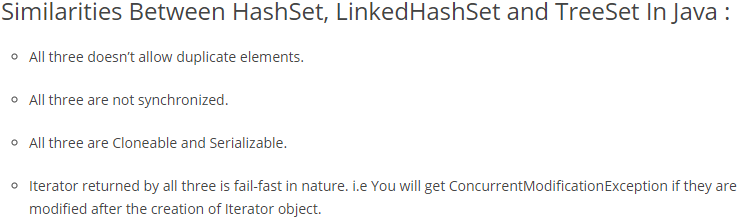 Similarities Between HashSet, LinkedHashSet and TreeSet In Java :
All three doesn’t allow duplicate elements.
All three are not synchronized.
All three are Cloneable and Serializable.
Iterator returned by all three is fail-fast in nature. i.e You will get ConcurrentModificationException if they are
modified after the creation of Iterator object.